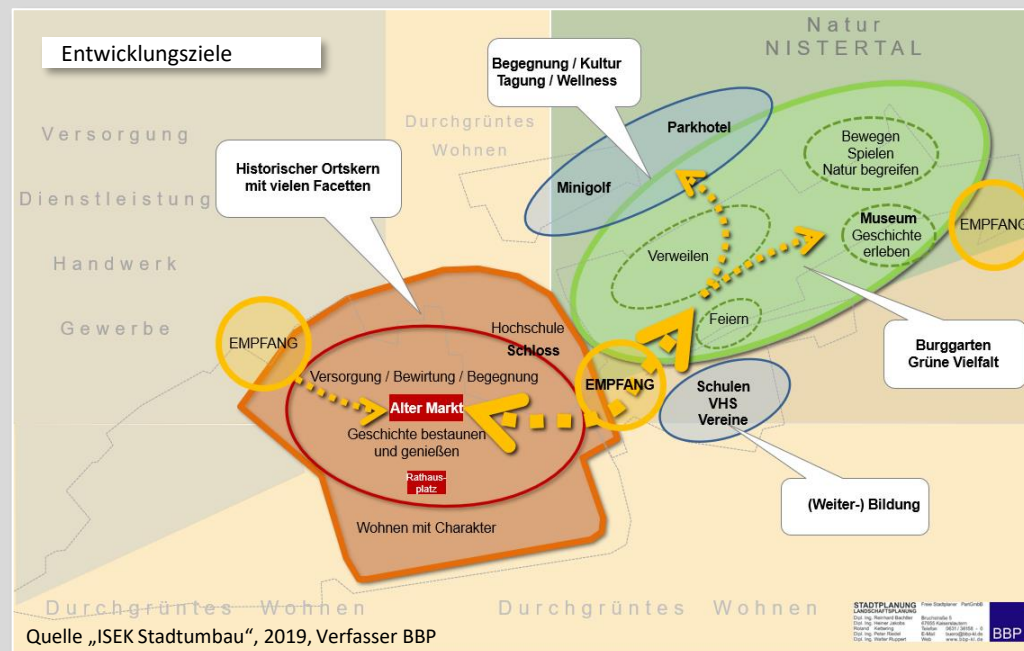 Entwicklungsziele
Natur
NISTERTAL
Begegnung / Kultur
Tagung / Wellness
Versorgung
Durchgrüntes
Wohnen
Parkhotel
Bewegen
Spielen
Natur begreifen
Historischer Ortskern
mit vielen Facetten
Minigolf
Dienstleistung
Museum
Geschichte
erleben
EMPFANG
Verweilen
Handwerk
Gewerbe
Feiern
Hochschule
Schloss
EMPFANG
Burggarten
Grüne Vielfalt
Versorgung / Bewirtung / Begegnung
EMPFANG
Schulen
VHS
Vereine
Alter Markt
Geschichte bestaunen
und genießen
Rathaus-
platz
(Weiter-) Bildung
Wohnen mit Charakter
Durchgrüntes Wohnen
Durchgrüntes Wohnen
Quelle „ISEK Stadtumbau“, 2019, Verfasser BBP
STADTPLANUNG
LANDSCHAFTSPLANUNG
Freie Stadtplaner PartGmbB
BBP